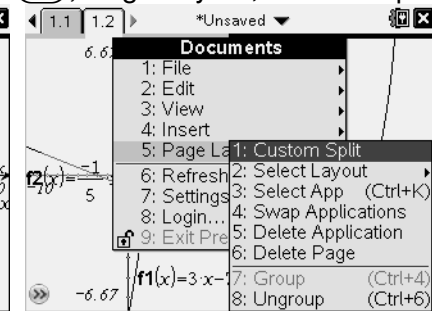 1.1 1.2 *Unsaved
6.6
Documents
1: File
2: Edit
3: View
4: Insert
5: Page La
6: Refresh
7: Settings
8: Login...
9: Exit Pre
1: Custom Split
2: Select Layout
3: Select App (Ctrl+K)
4: Swap Applications
5: Delete Application
6: Delete Page
7: Group (Ctrl+4)
8: Ungroup (Ctrl+6)
f2(x)=-1
5
-6.67
f1(x)=3·x-